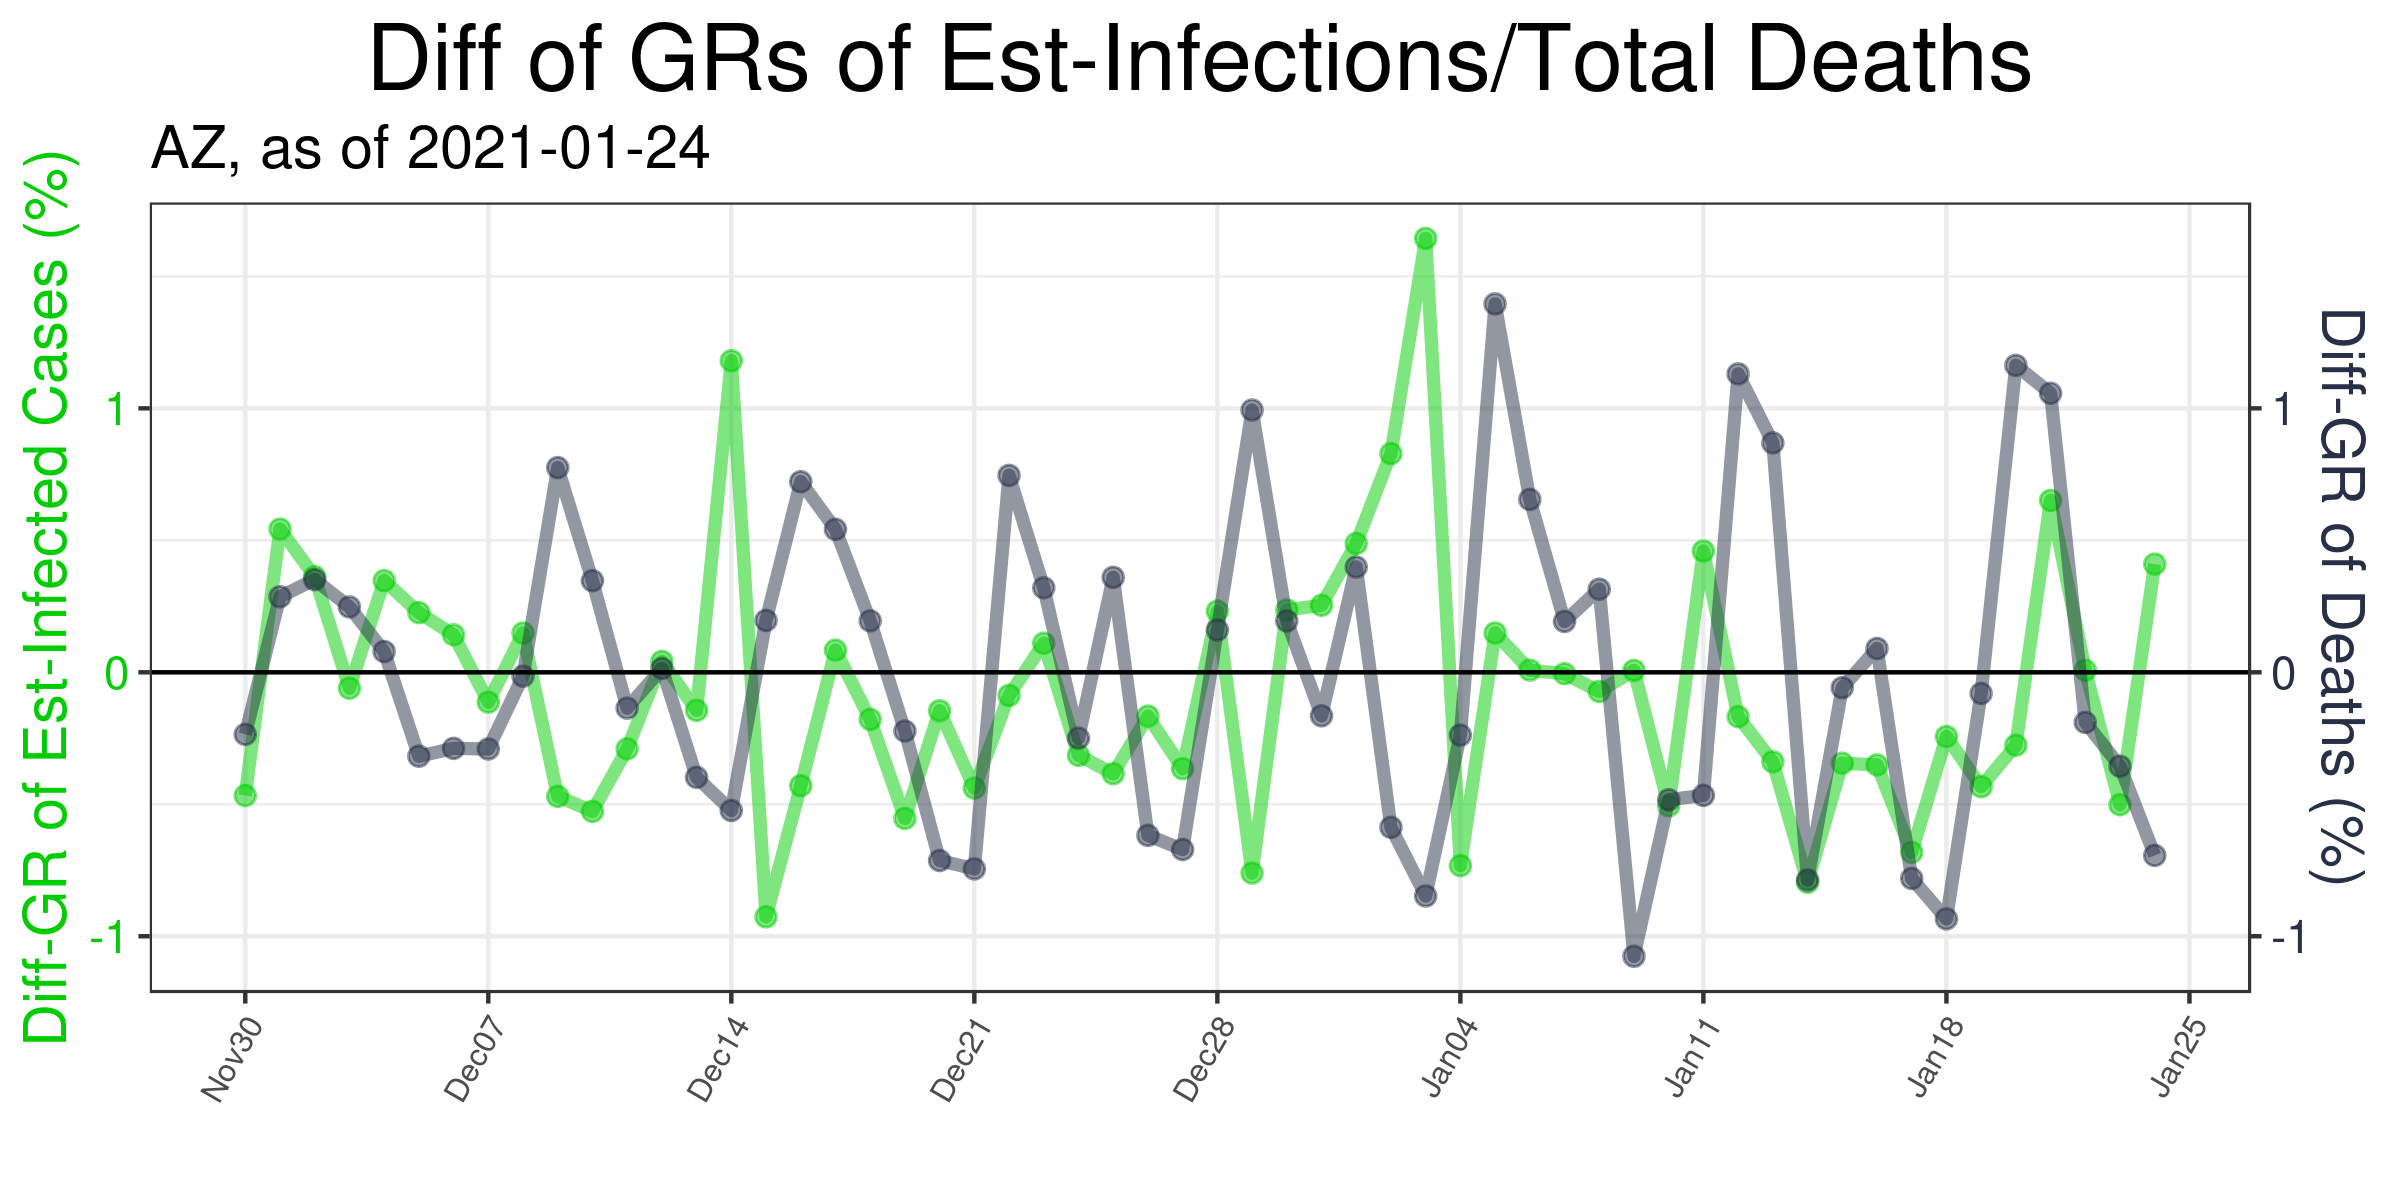 Diff of GRs of Est-Infections/Total Deaths
AZ, as of 2021-01-24
Diff-GR of Est-Infected Cases (%)
1
0
-1
1
0
-1
Diff-GR of Deaths (%)
Nov30
Dec07
Dec14
Dec21
Dec28
Jan04
Jan11
Jan18
Jan25